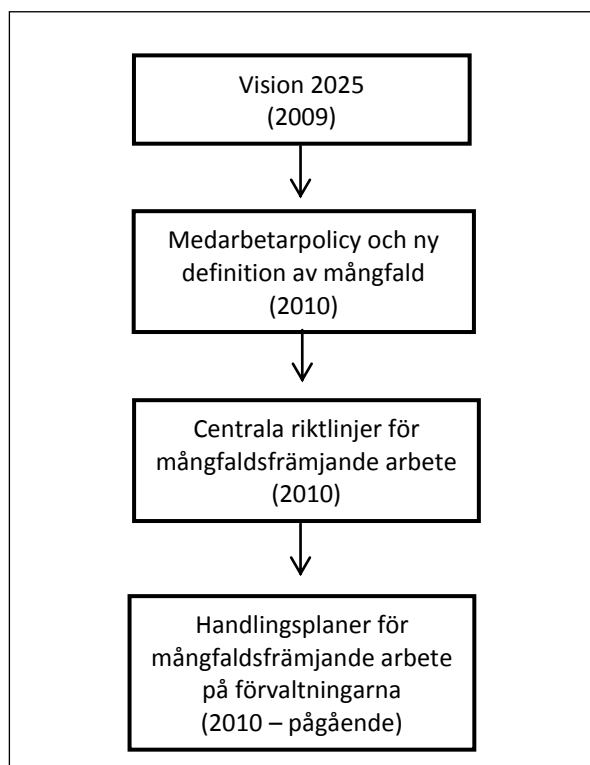 Vision 2025
(2009)
Medarbetarpolicy och ny
definition av mångfald
(2010)
Centrala riktlinjer för
mångfaldsfrämjande arbete
(2010)
Handlingsplaner för
mångfaldsfrämjande arbete
på förvaltningarna
(2010 – pågående)